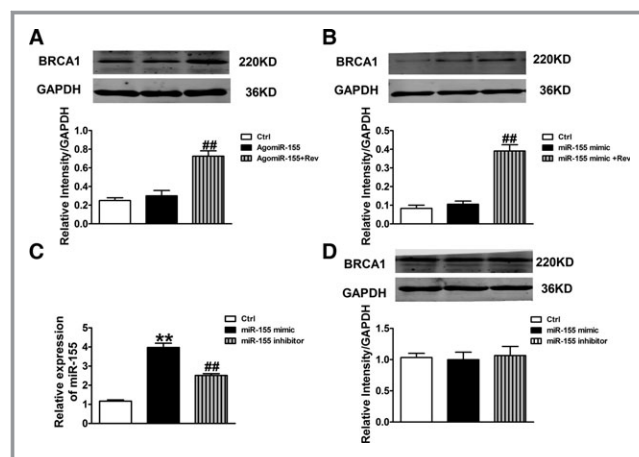 A
BRCA1
220KD
GAPDH
36KD
Relative Intensity/GAPDH
1.0
0.8
0.6
0.4
0.2
0.0
##
Ctrl
AgomiR-155
AgomiR-155+Rev
B
BRCA1
220KD
GAPDH
36KD
Relative Intensity/GAPDH
0.5
0.4
0.3
0.2
0.1
0.0
##
Ctrl
miR-155 mimic
miR-155 mimic +Rev
C
Relative expression
of miR-155
5
4
3
2
1
0
**
##
Ctrl
miR-155 mimic
miR-155 inhibitor
D
BRCA1
220KD
GAPDH
36KD
Relative Intensity/GAPDH
1.5
1.0
0.5
0.0
Ctrl
miR-155 mimic
miR-155 inhibitor